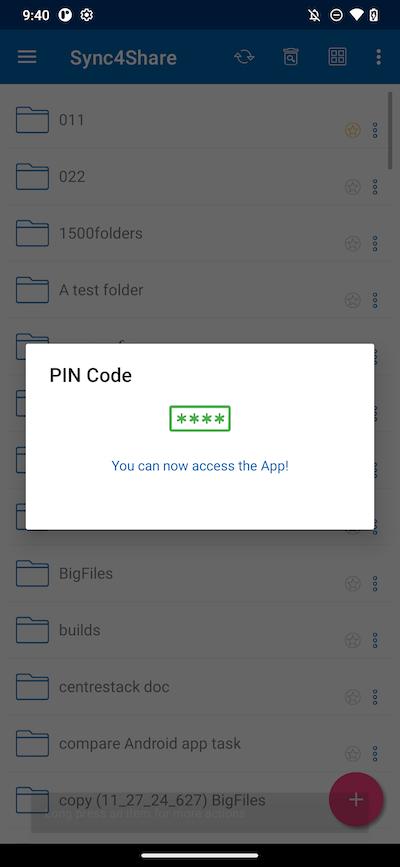 9:40
Sync4Share
011
022
1500folders
A test folder
PIN Code
****
You can now access the App!
BigFiles
builds
centrestack doc
compare Android app task
copy (11_27_24_627) BigFiles
Long press an item for more actions